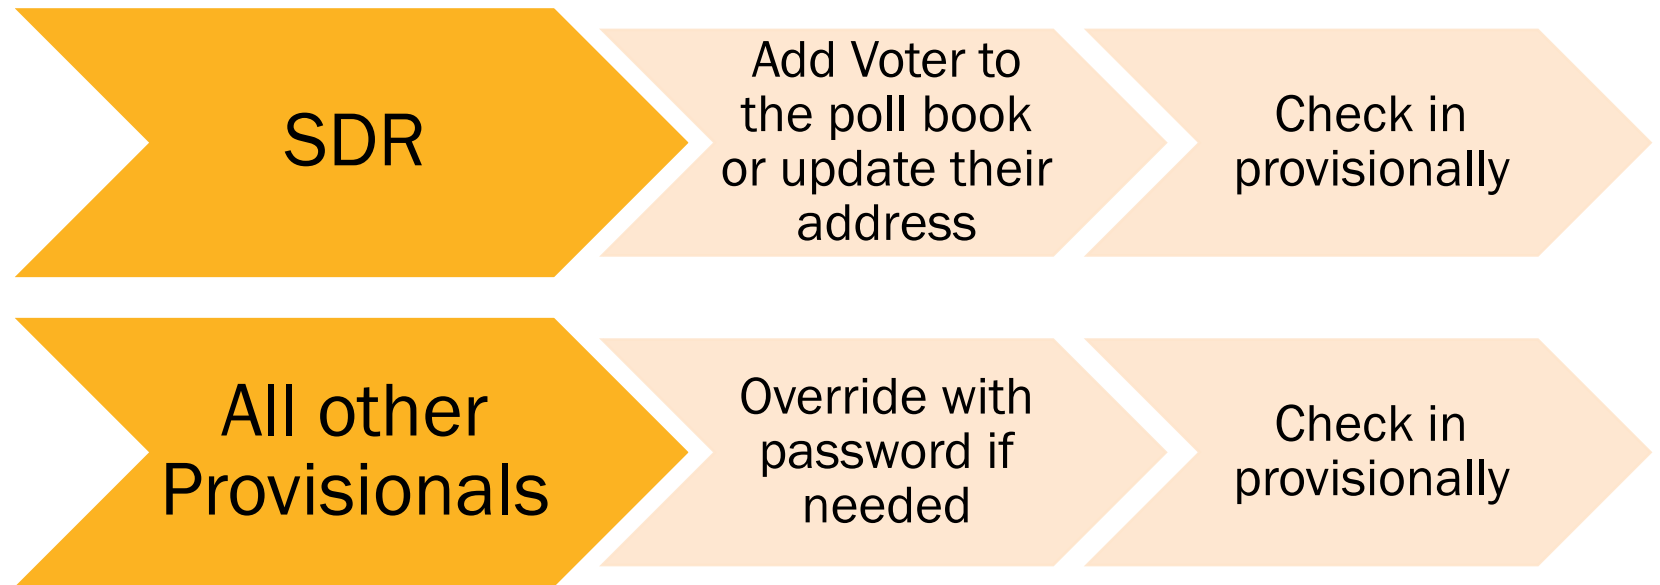 SDR
Add Voter to
the poll book
or update their
address
Check in
provisionally
All other
Provisionals
Override with
password if
needed
Check in
provisionally